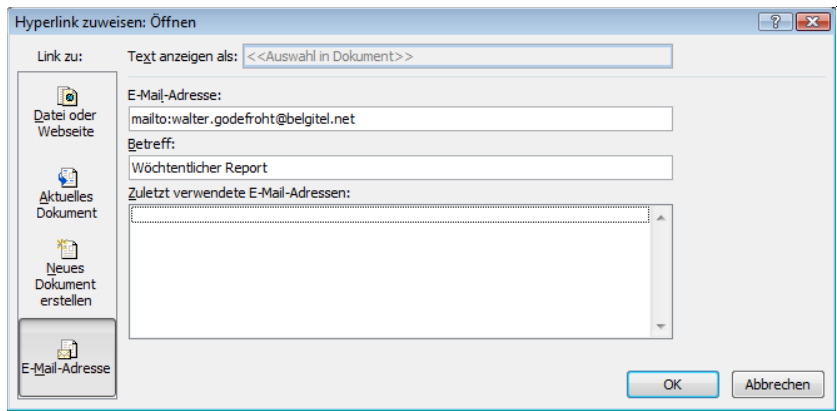 Hyperlink zuweisen: Öffnen
Link zu:
Text anzeigen als: <<Auswahl in Dokument>>
Datei oder
Webseite
Aktuelles
Dokument
Neues
Dokument
erstellen
E-Mail-Adresse
E-Mail-Adresse:
mailto:walter.godefroht@belgitel.net
Betreff:
Wöchtentlicher Report
Zuletzt verwendete E-Mail-Adressen:
OK
Abbrechen